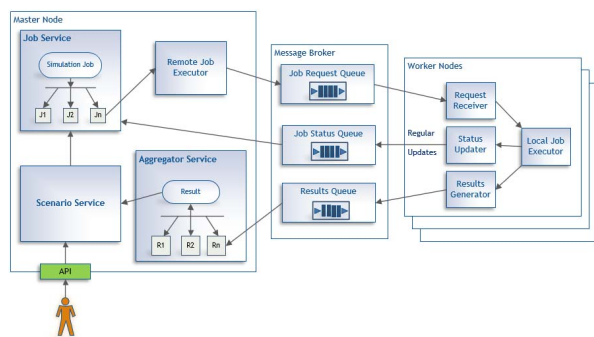 Master Node
Job Service
Simulation Job
J1
J2
Jn
Remote Job
Executor
Scenario Service
Aggregator Service
Result
R1
R2
Rn
API
Message Broker
Job Request Queue
Job Status Queue
Results Queue
Regular
Updates
Worker Nodes
Request
Receiver
Status
Updater
Results
Generator
Local Job
Executor